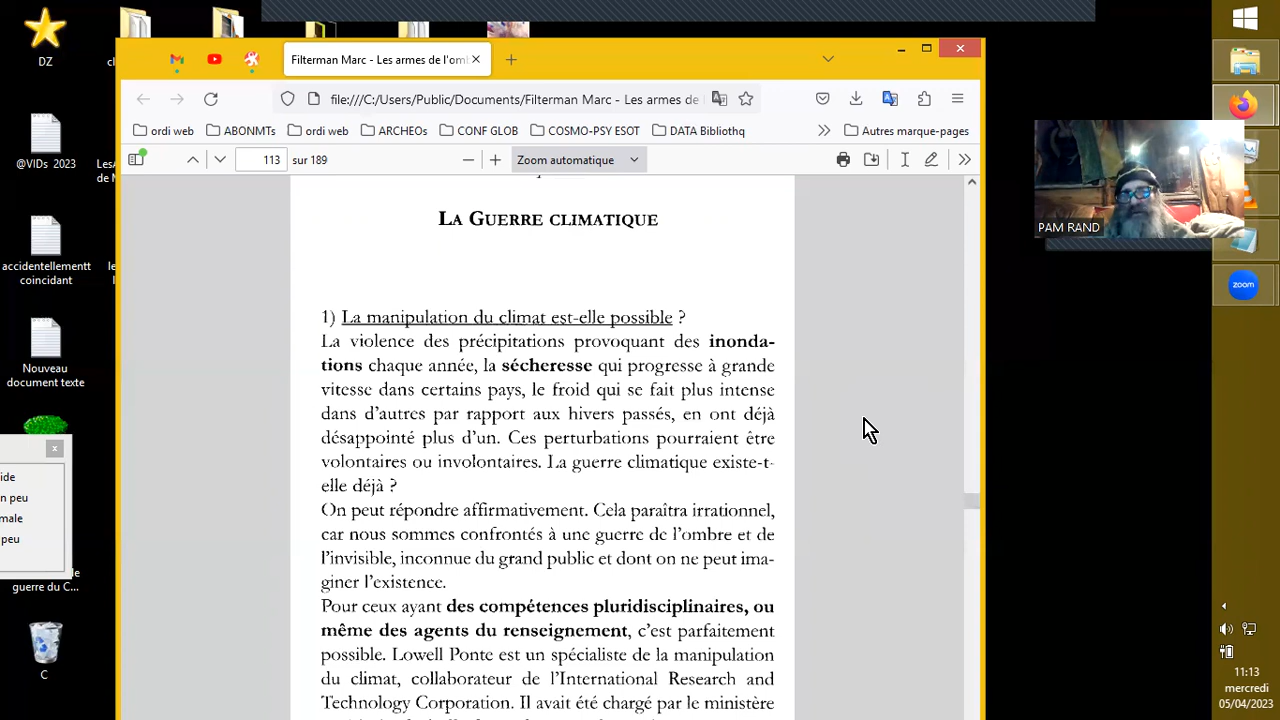 DZ
Filterman Marc - Les armes de l'om
file:///C:/Users/Public/Documents/Filterman Marc - Les armes de
ordi web
ABONMTs
ordi web
ARCHEOs
CONF GLOB
COSMO-PSY ESOT
DATA Bibliothq
Autres marque-pages
113 sur 189
Zoom automatique
@VIDs 2023
accidentellementt
coincidant
Nouveau
document texte
guerre du C...
C
ide
n peu
male
peu
LA GUERRE CLIMATIQUE
1) La manipulation du climat est-elle possible ?
La violence des précipitations provoquant des inonda-
tions chaque année, la sécheresse qui progresse à grande
vitesse dans certains pays, le froid qui se fait plus intense
dans d'autres par rapport aux hivers passés, en ont déjà
désappointé plus d'un. Ces perturbations pourraient être
volontaires ou involontaires. La guerre climatique existe-t-
elle déjà ?
On peut répondre affirmativement. Cela paraîtra irrationnel,
car nous sommes confrontés à une guerre de l'ombre et de
l'invisible, inconnue du grand public et dont on ne peut ima-
giner l'existence.
Pour ceux ayant des compétences pluridisciplinaires, ou
même des agents du renseignement, c'est parfaitement
possible. Lowell Ponte est un spécialiste de la manipulation
du climat, collaborateur de l'International Research and
Technology Corporation. Il avait été chargé par le ministère
PAM RAND
zoom
11:13
mercredi
05/04/2023